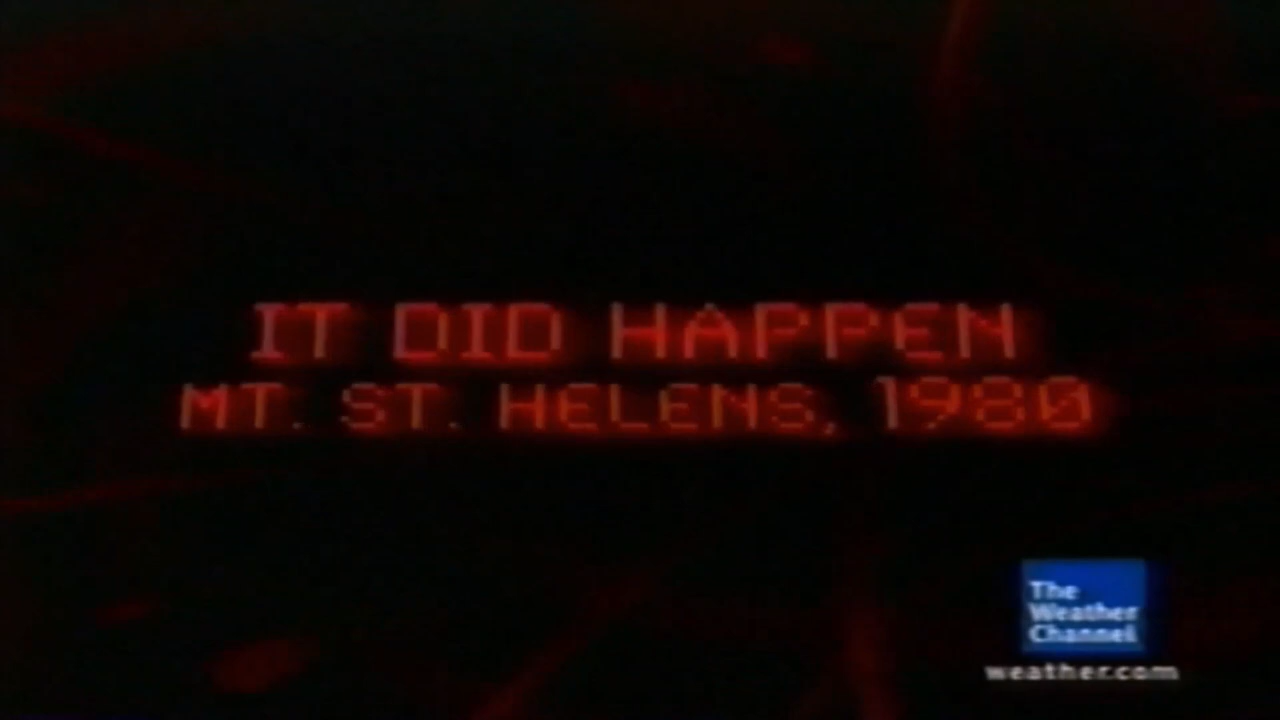 IT DID HAPPEN
MT. ST. HELENS, 1980
The
Weather
Channel
weather.com